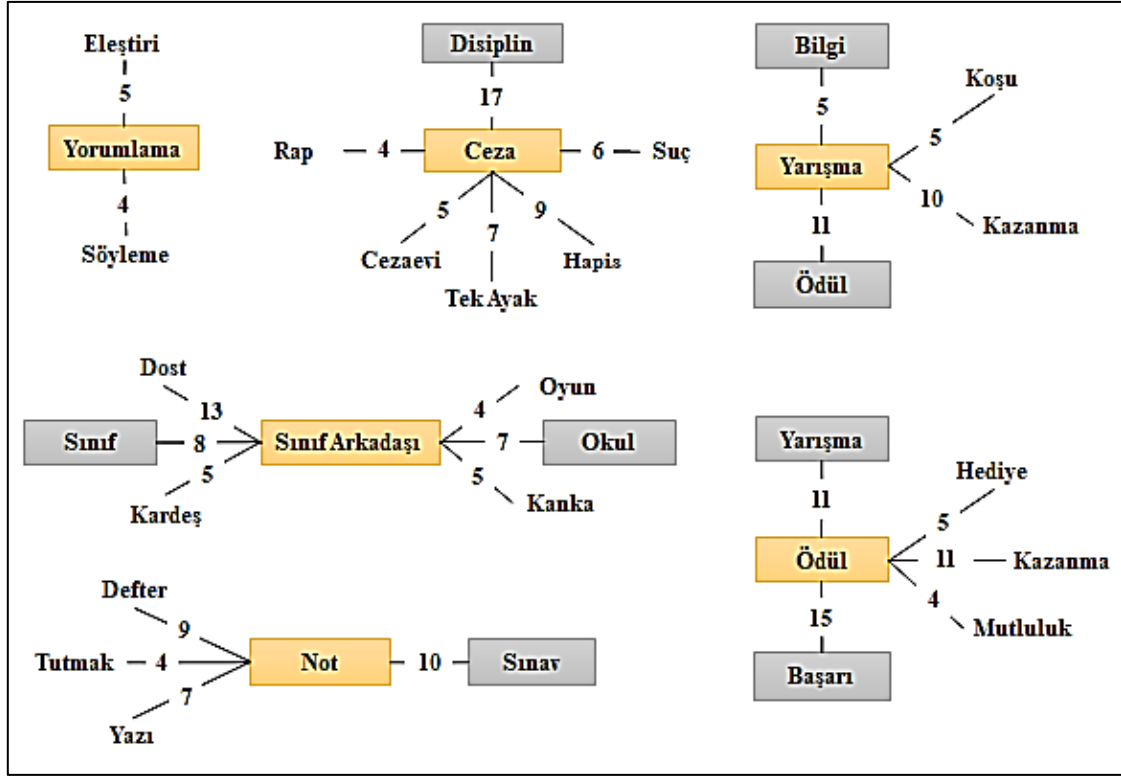 Eleştiri
5
Yorumlama
4
Söyleme
Disiplin
17
Rap
4
Ceza
6
Suç
5
7
9
Cezaevi
Hapis
Tek Ayak
Bilgi
5
Koşu
5
Yarışma
10
Kazanma
11
Ödül
Dost
13
Sınıf
8
Sınıf Arkadaşı
5
Kardeş
4
Oyun
7
Okul
5
Kanka
Yarışma
11
Hediye
5
Ödül
11
Kazanma
4
Mutluluk
15
Başarı
Defter
9
Tutmak
4
Not
10
Sınav
7
Yazı